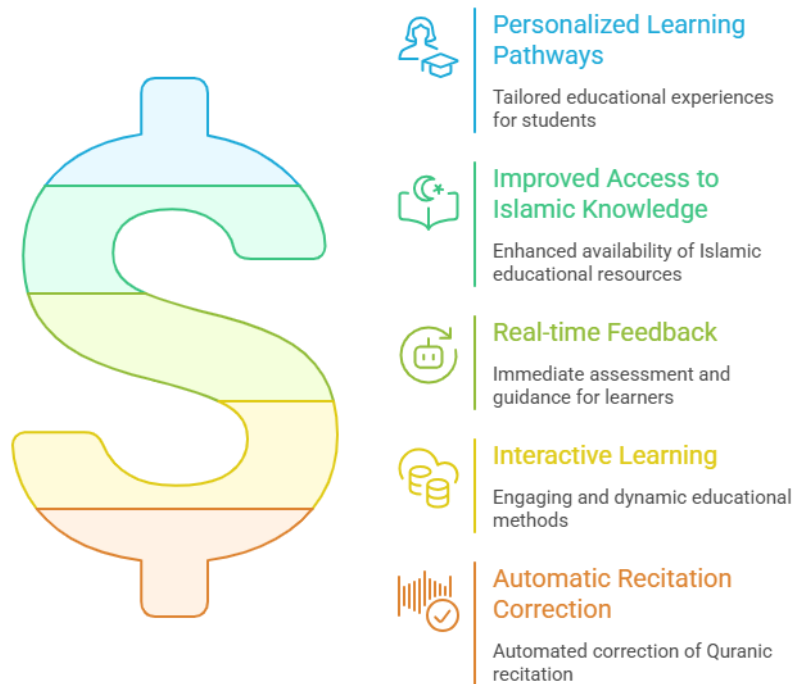 Personalized Learning
Pathways
Tailored educational experiences
for students
Improved Access to
Islamic Knowledge
Enhanced availability of Islamic
educational resources
Real-time Feedback
Immediate assessment and
guidance for learners
Interactive Learning
Engaging and dynamic educational
methods
Automatic Recitation
Correction
Automated correction of Quranic
recitation